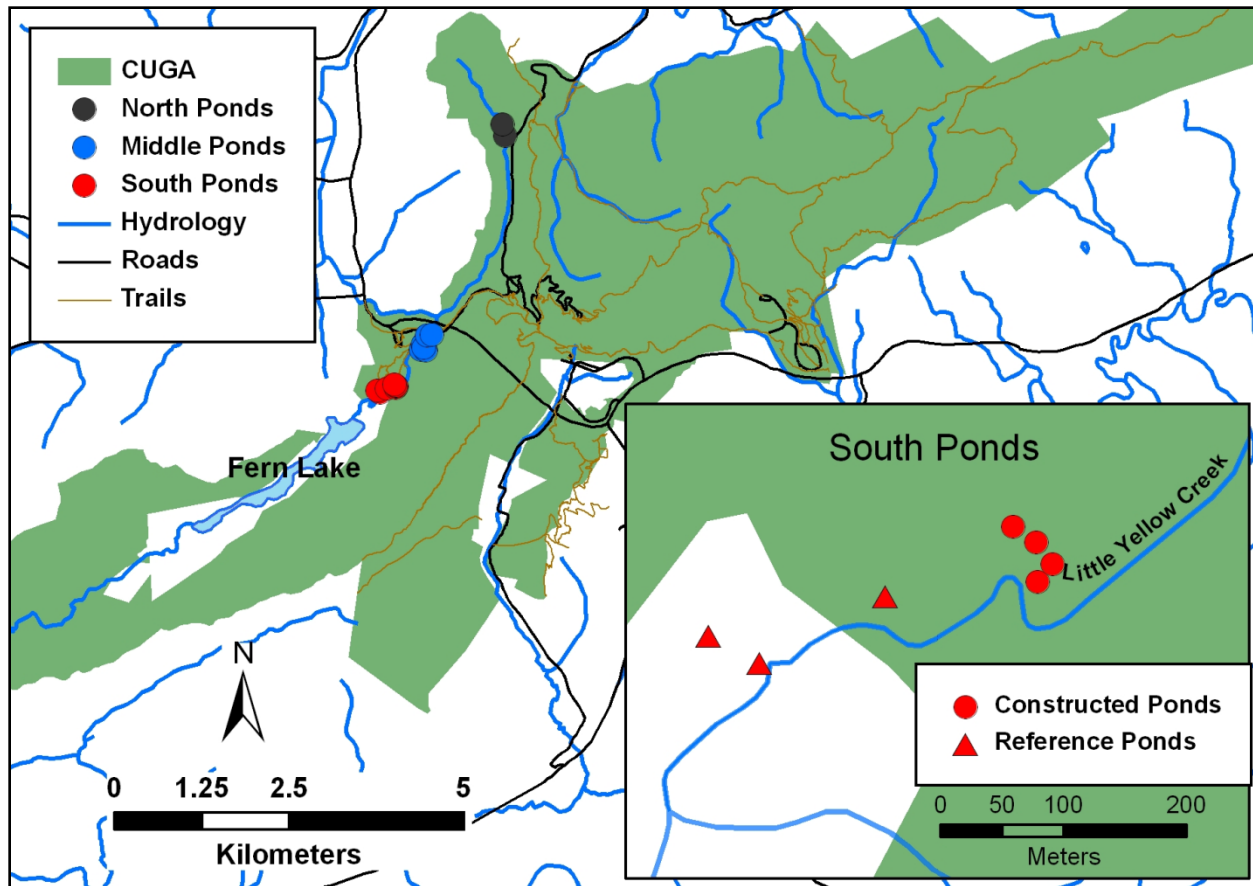 CUGA
North Ponds
Middle Ponds
South Ponds
Hydrology
Roads
Trails
Fern Lake
N
0 1.25 2.5 5
Kilometers
South Ponds
Little Yellow Creek
Constructed Ponds
Reference Ponds
0 50 100 200
Meters